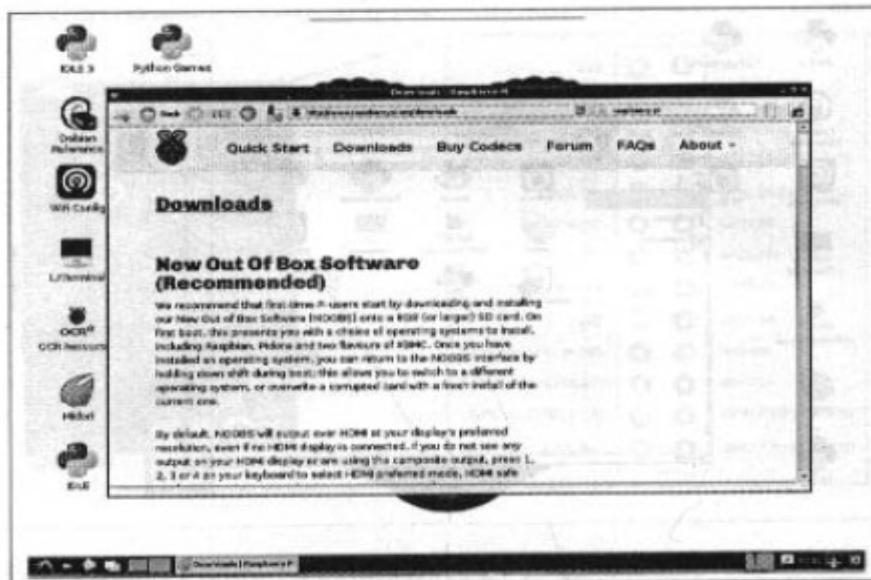 IDLE 3
Python Games
Debian
Reference
WiFi Config
LXTerminal
OCR
OCR Resources
Midori
IDLE
Downloads | Raspberry Pi
Back
Quick Start Downloads Buy Codecs Forum FAQs About
Downloads
New Out Of Box Software
(Recommended)
We recommend that first-time Pi users start by downloading and installing
our New Out of Box Software (NOOBS) onto a 8GB (or larger) SD card. On
first boot, this presents you with a choice of operating systems to install,
including Raspbian, Pidora and two flavours of XBMC. Once you have
installed an operating system, you can return to the NOOBS interface by
holding down shift during boot; this allows you to switch to a different
operating system, or overwrite a corrupted card with a fresh install of the
current one.
By default, NOOBS will output over HDMI at your display's preferred
resolution, even if no HDMI display is connected. If you do not see any
output on your HDMI display or are using the composite output, press 1,
2, 3 or 4 on your keyboard to select HDMI preferred mode, HDMI safe
Downloads | Raspberry P